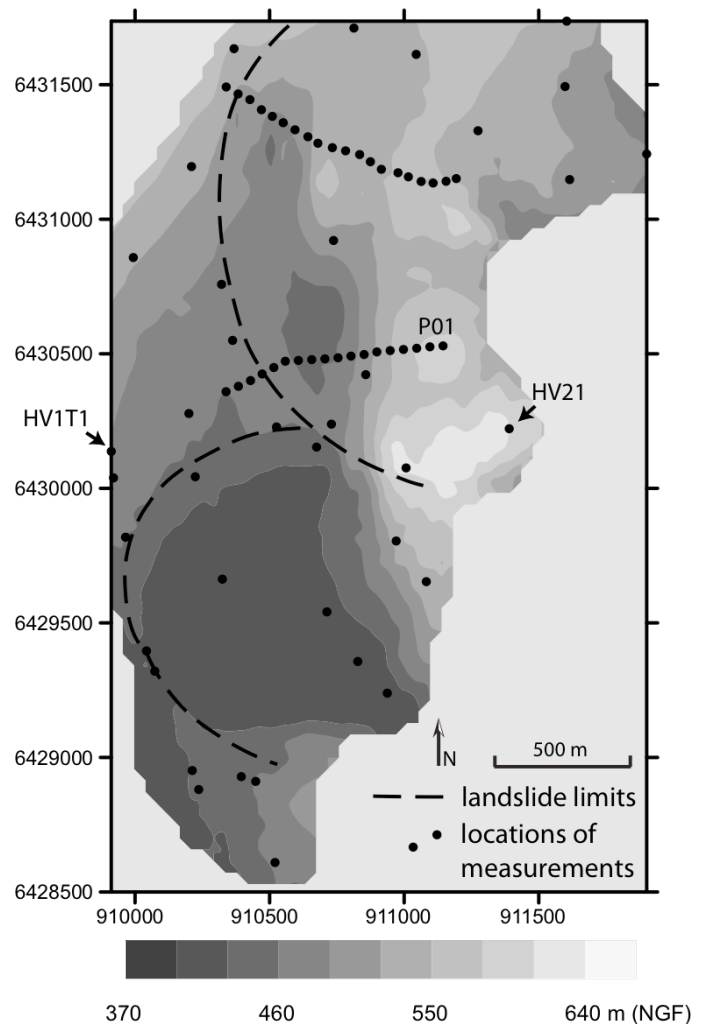 6431500
6431000
P01
6430500
HV21
HV1T1
6430000
6429500
6429000
N
500 m
landslide limits
locations of
measurements
6428500
910000 910500 911000 911500
370 460 550 640 m (NGF)